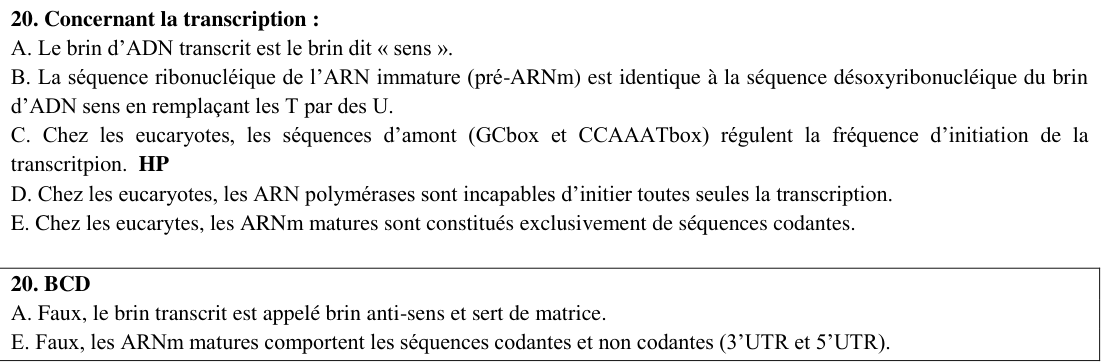 20. Concernant la transcription :
A. Le brin d'ADN transcrit est le brin dit « sens ».
B. La séquence ribonucléique de l'ARN immature (pré-ARNm) est identique à la séquence désoxyribonucléique du brin
d'ADN sens en remplaçant les T par des U.
C. Chez les eucaryotes, les séquences d'amont (GCbox et CCAAATbox) régulent la fréquence d'initiation de la
transcritpion. HP
D. Chez les eucaryotes, les ARN polymérases sont incapables d'initier toutes seules la transcription.
E. Chez les eucarytes, les ARNm matures sont constitués exclusivement de séquences codantes.
20. BCD
A. Faux, le brin transcrit est appelé brin anti-sens et sert de matrice.
E. Faux, les ARNm matures comportent les séquences codantes et non codantes (3'UTR et 5'UTR).